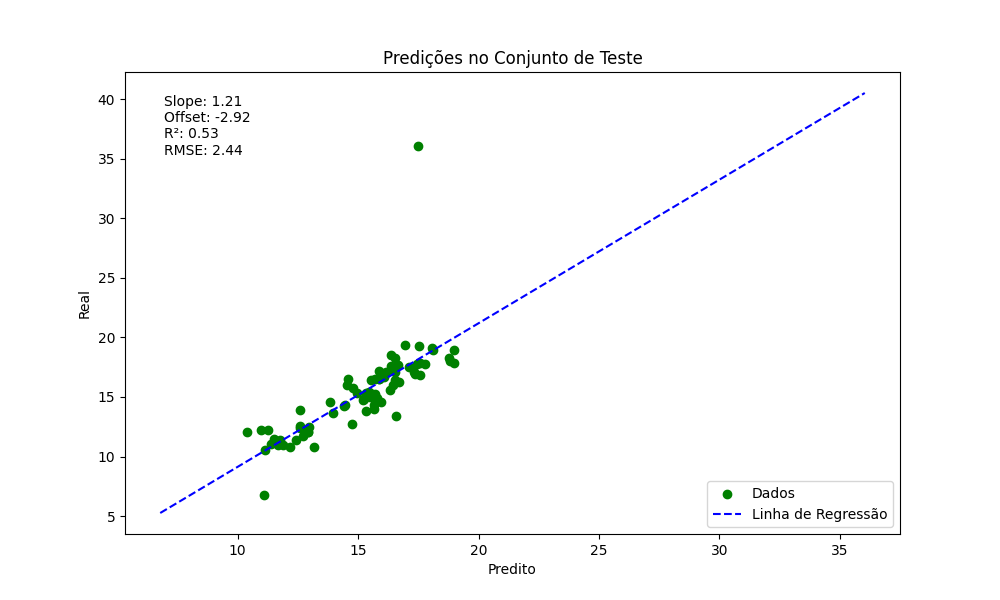 Predições no Conjunto de Teste
Slope: 1.21
Offset: -2.92
R²: 0.53
RMSE: 2.44
40
35
30
25
20
15
10
5
Real
Dados
Linha de Regressão
10
15
20
25
30
35
Predito